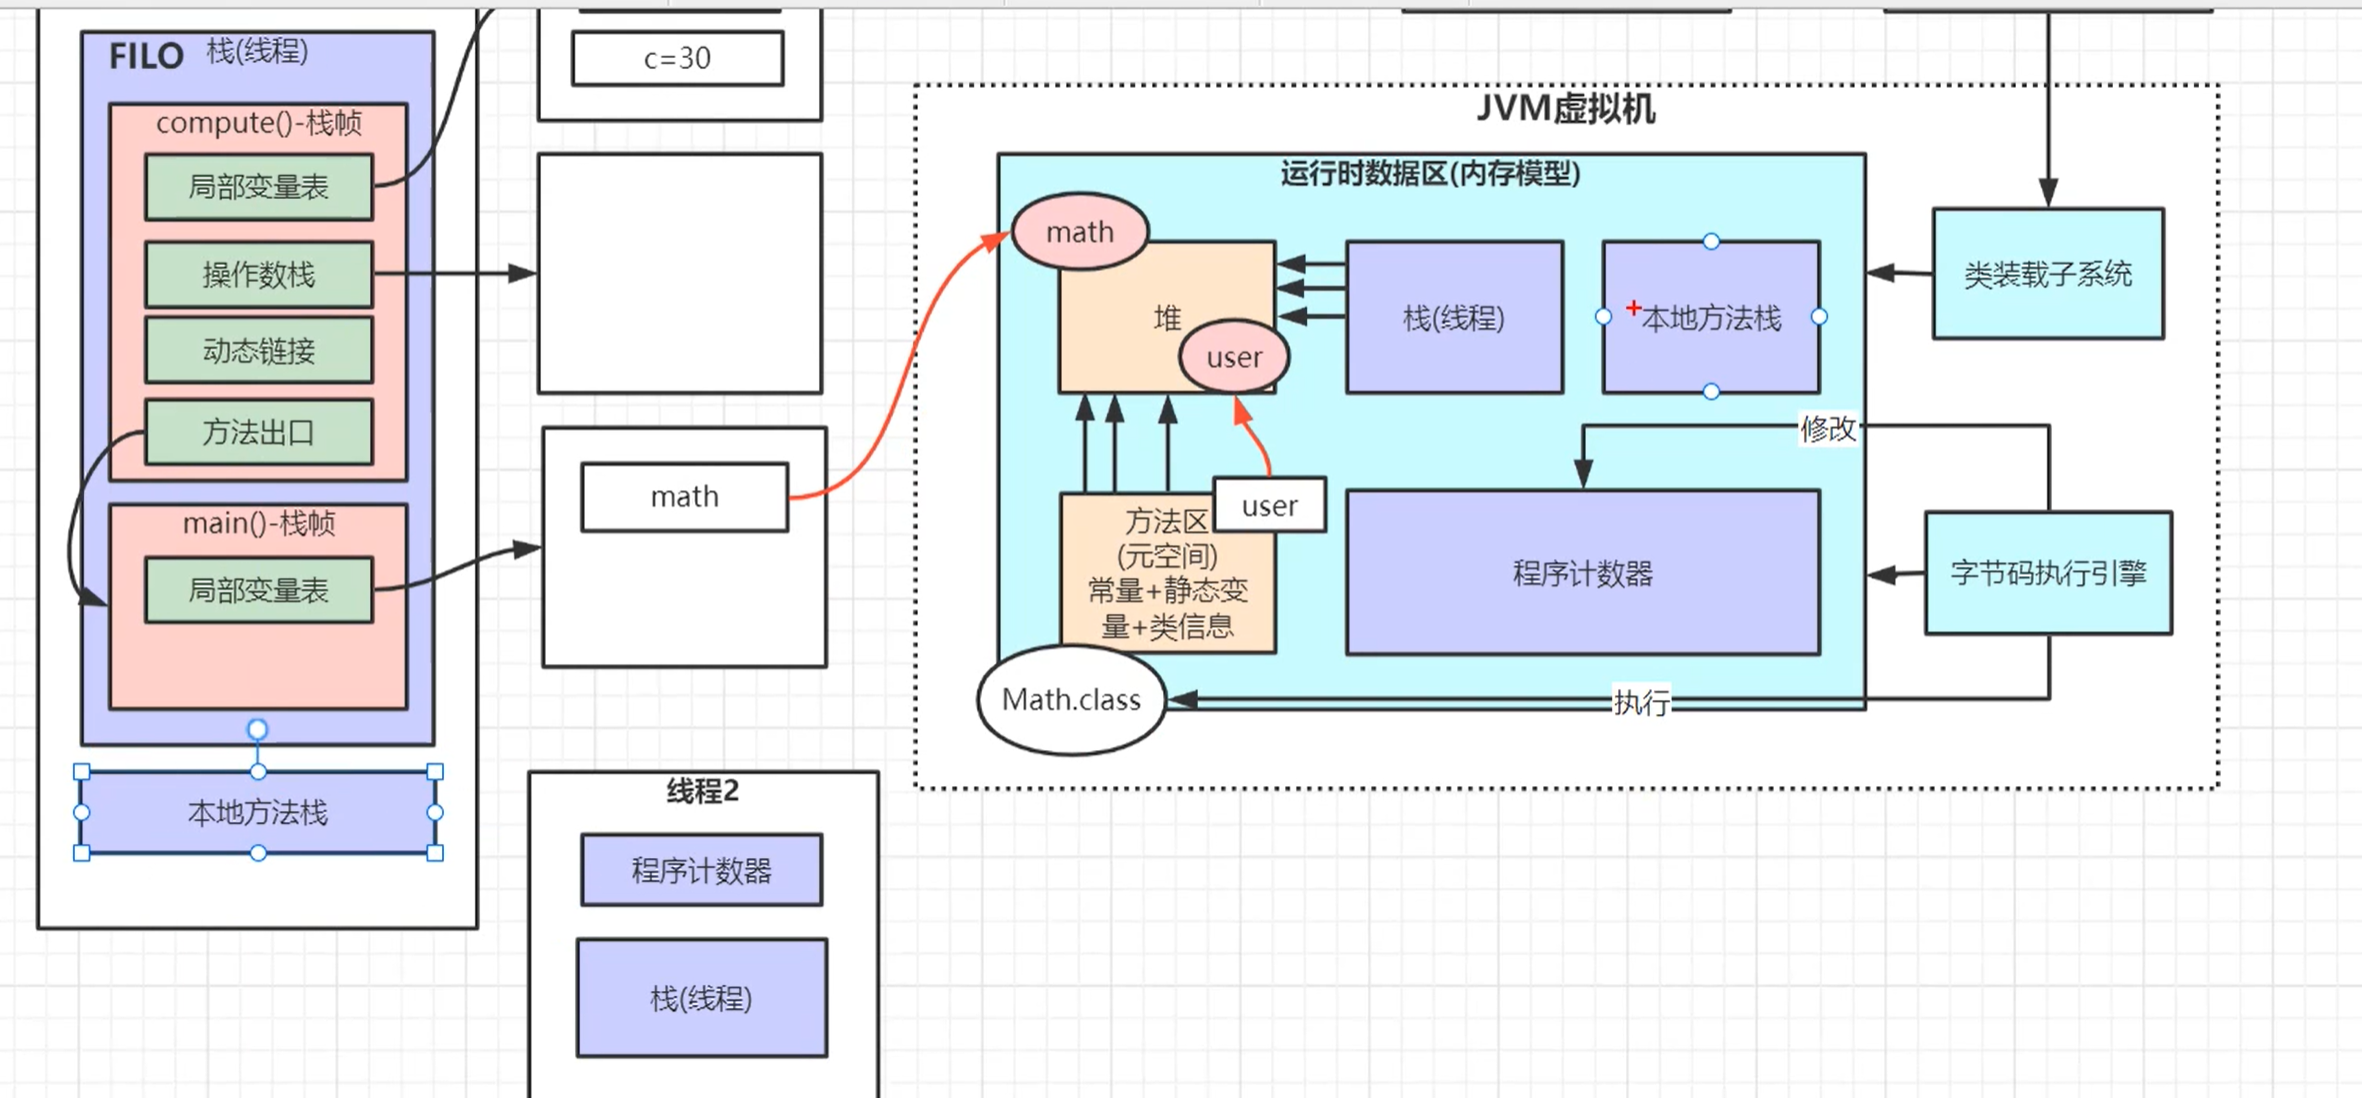 FILO 栈(线程)
compute()-栈帧
局部变量表
操作数栈
动态链接
方法出口
main()-栈帧
局部变量表
本地方法栈
c=30
math
线程2
程序计数器
栈(线程)
JVM虚拟机
运行时数据区(内存模型)
math
堆
user
栈(线程)
本地方法栈
类装载子系统
修改
user
方法区
(元空间)
常量+静态变
量+类信息
程序计数器
字节码执行引擎
Math.class
执行